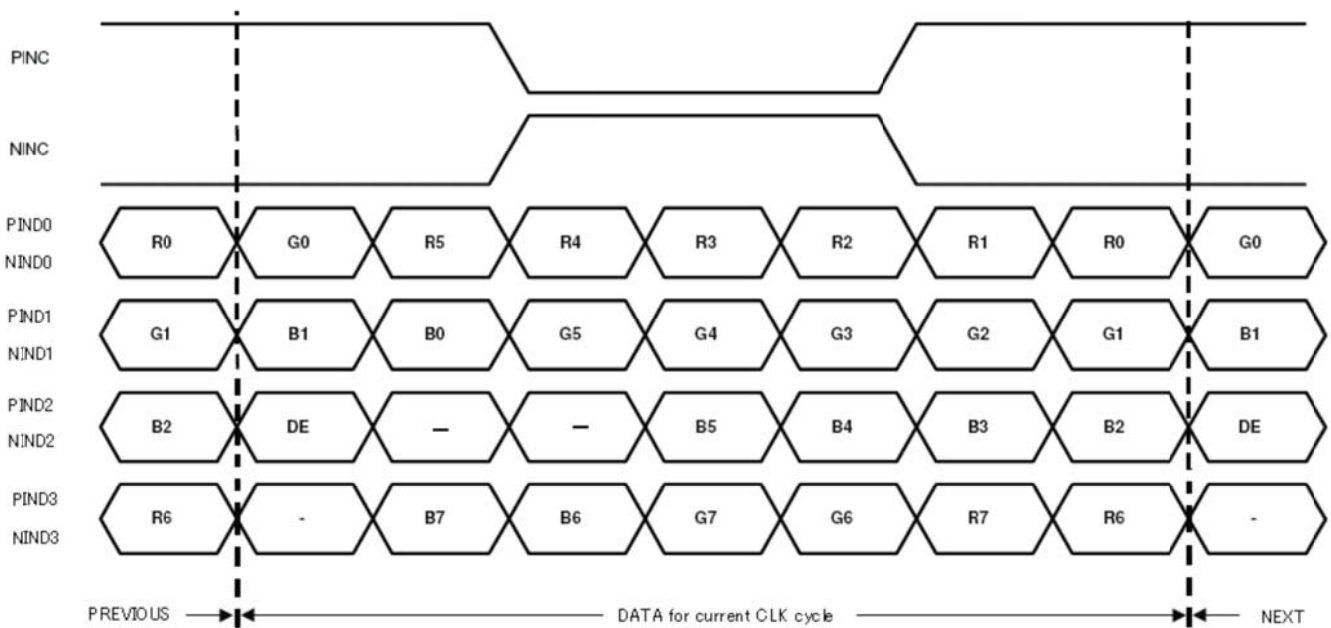 PINC
NINC
PIND0
R0 G0 R5 R4 R3 R2 R1 R0 G0
NIND0
PIND1
G1 B1 B0 G5 G4 G3 G2 G1 B1
NIND1
PIND2
B2 DE — — B5 B4 B3 B2 DE
NIND2
PIND3
R6 - B7 B6 G7 G6 R7 R6 -
NIND3
PREVIOUS DATA for current CLK cycle NEXT